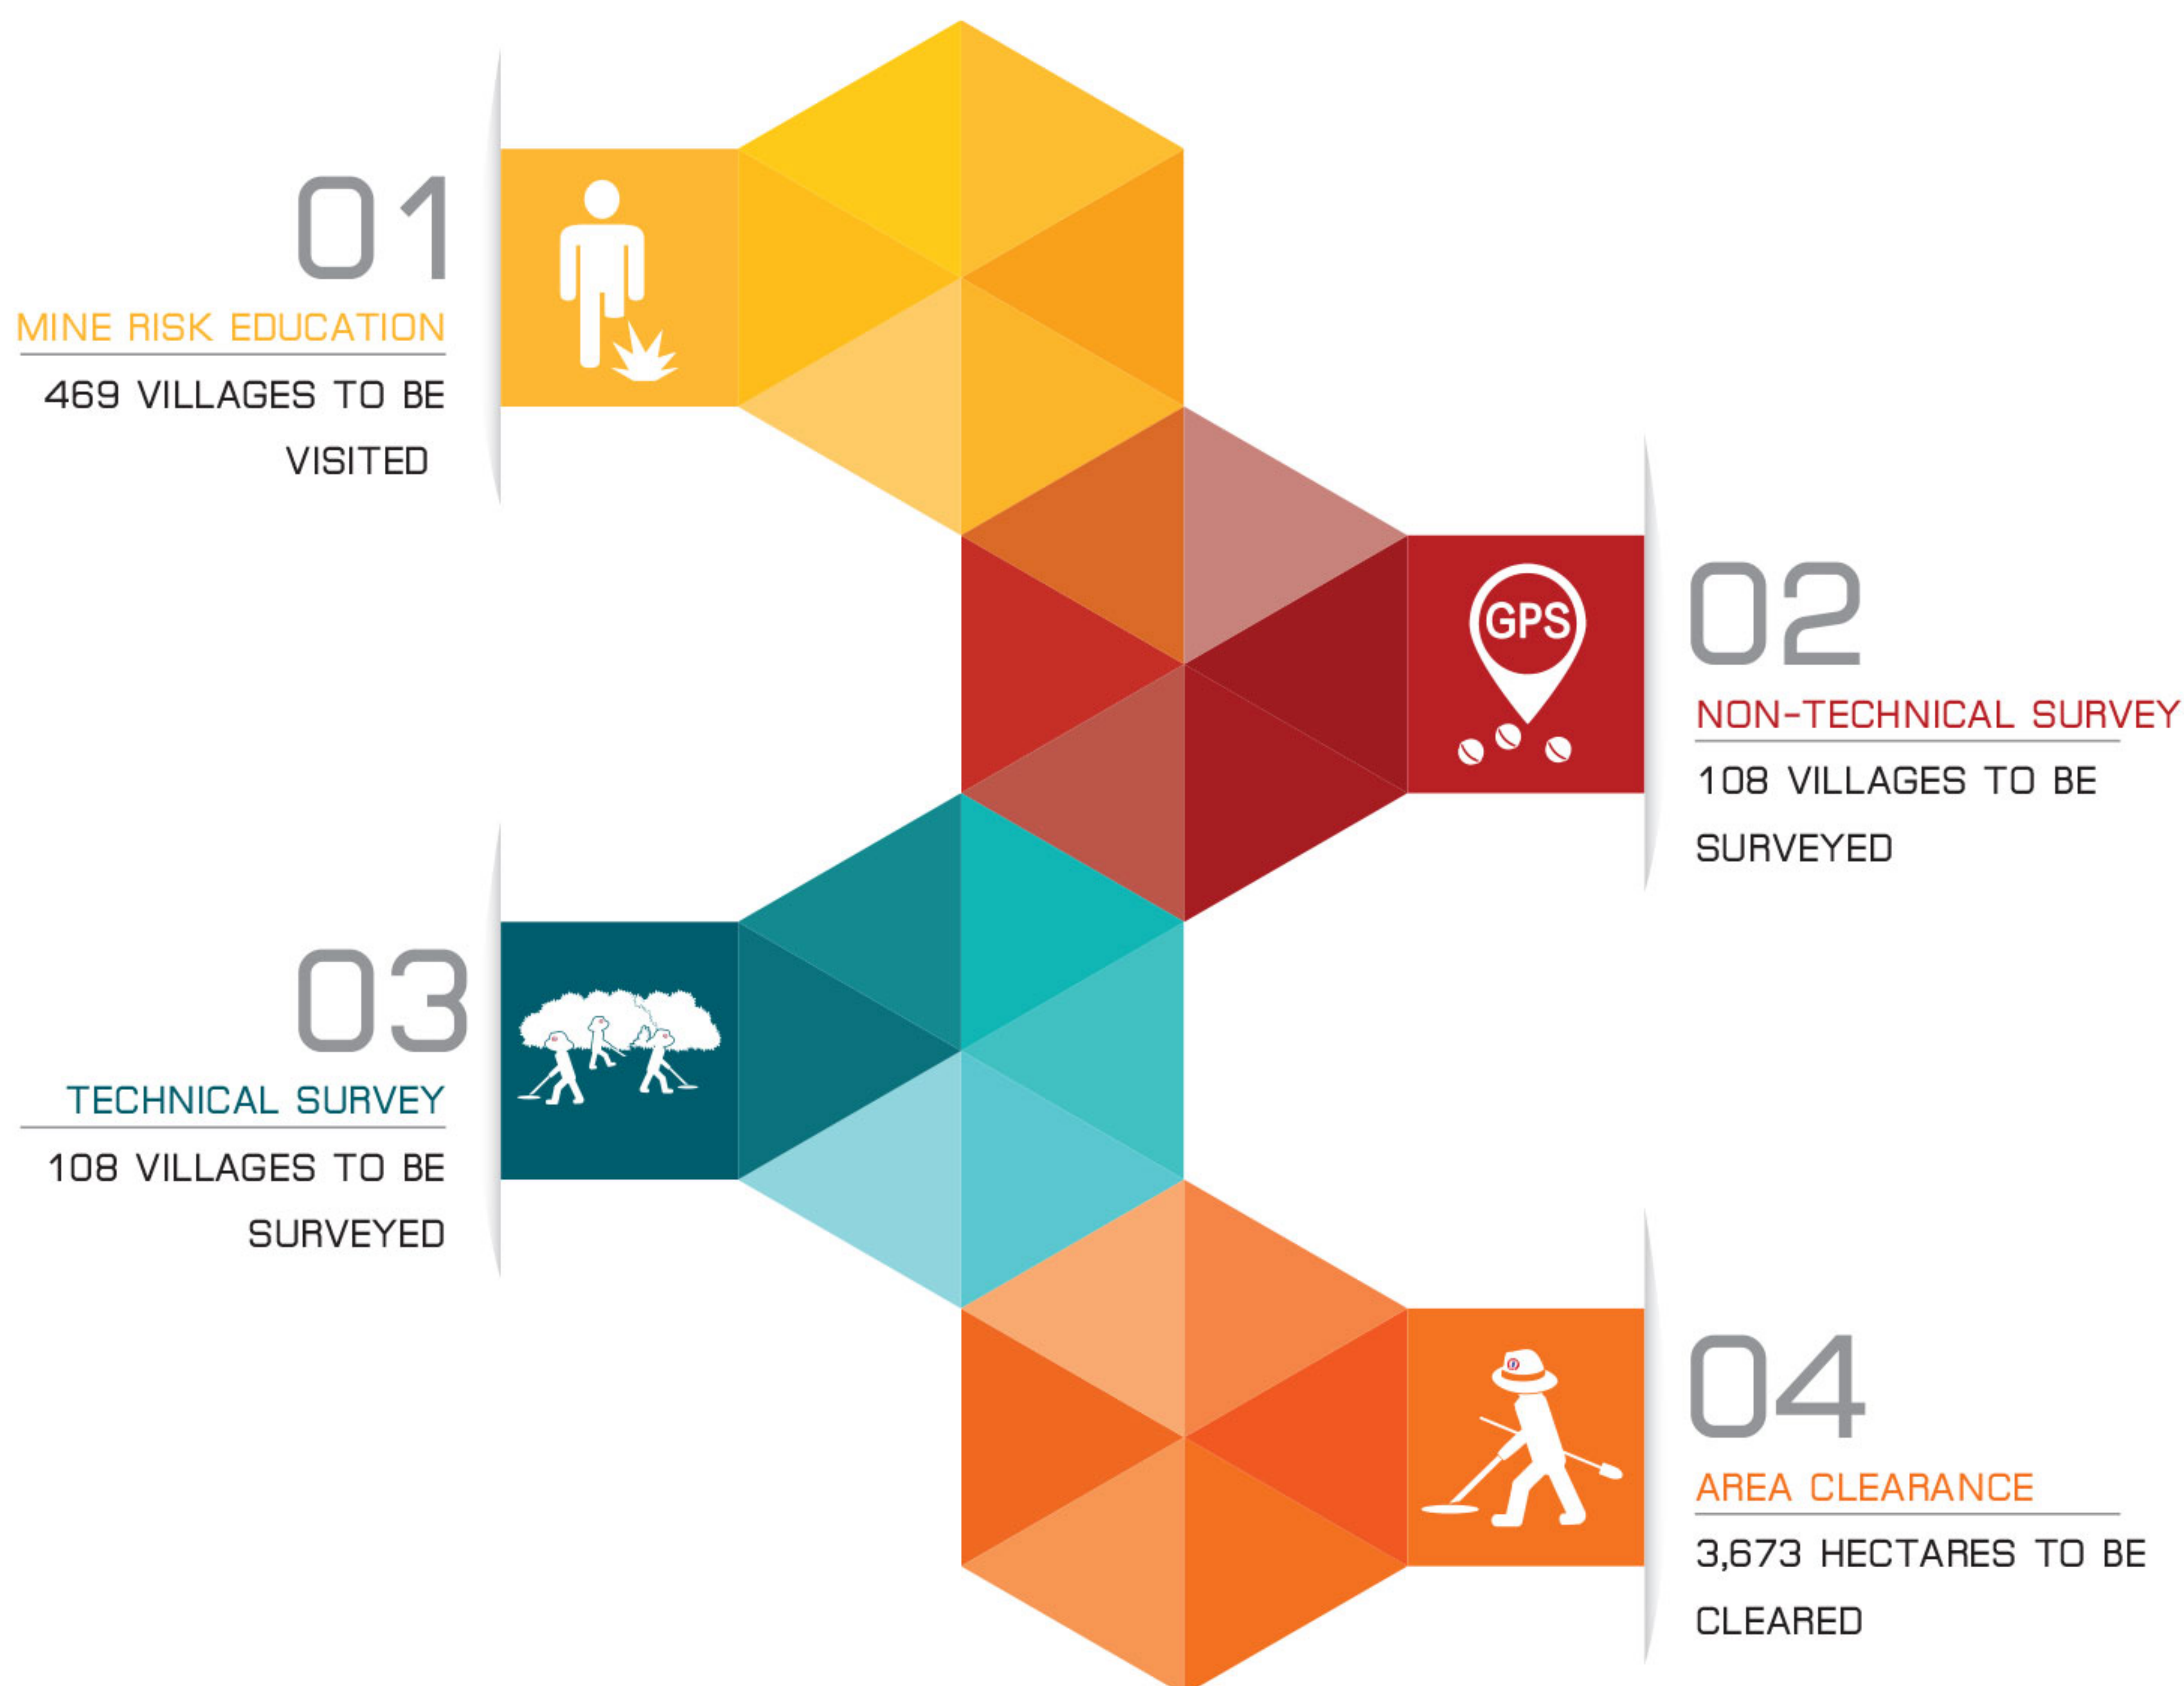 01
MINE RISK EDUCATION
469 VILLAGES TO BE
VISITED
GPS
02
NON-TECHNICAL SURVEY
108 VILLAGES TO BE
SURVEYED
03
TECHNICAL SURVEY
108 VILLAGES TO BE
SURVEYED
04
AREA CLEARANCE
3,673 HECTARES TO BE
CLEARED